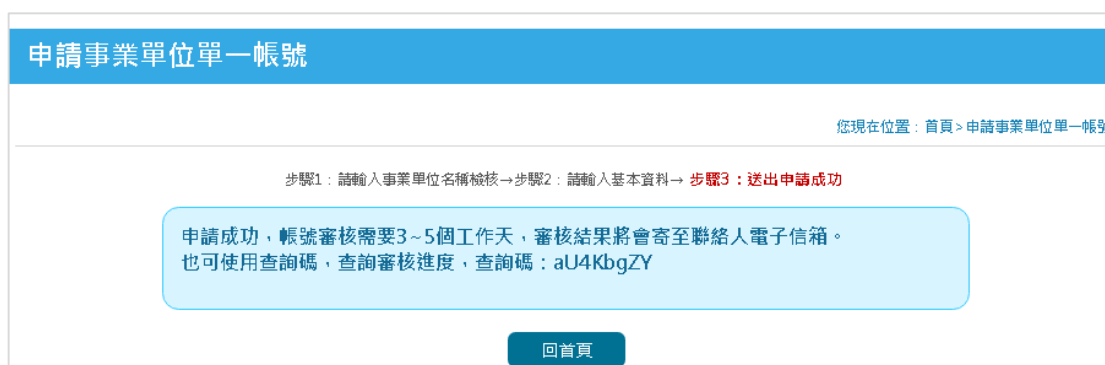 申請事業單位單一帳號
您現在位置：首頁>申請事業單位單一帳號
步驟1：請輸入事業單位名稱檢核→步驟2：請輸入基本資料→ 步驟3：送出申請成功
申請成功，帳號審核需要3~5個工作天，審核結果將會寄至聯絡人電子信箱。
也可使用查詢碼，查詢審核進度，查詢碼：aU4KbgZY
回首頁